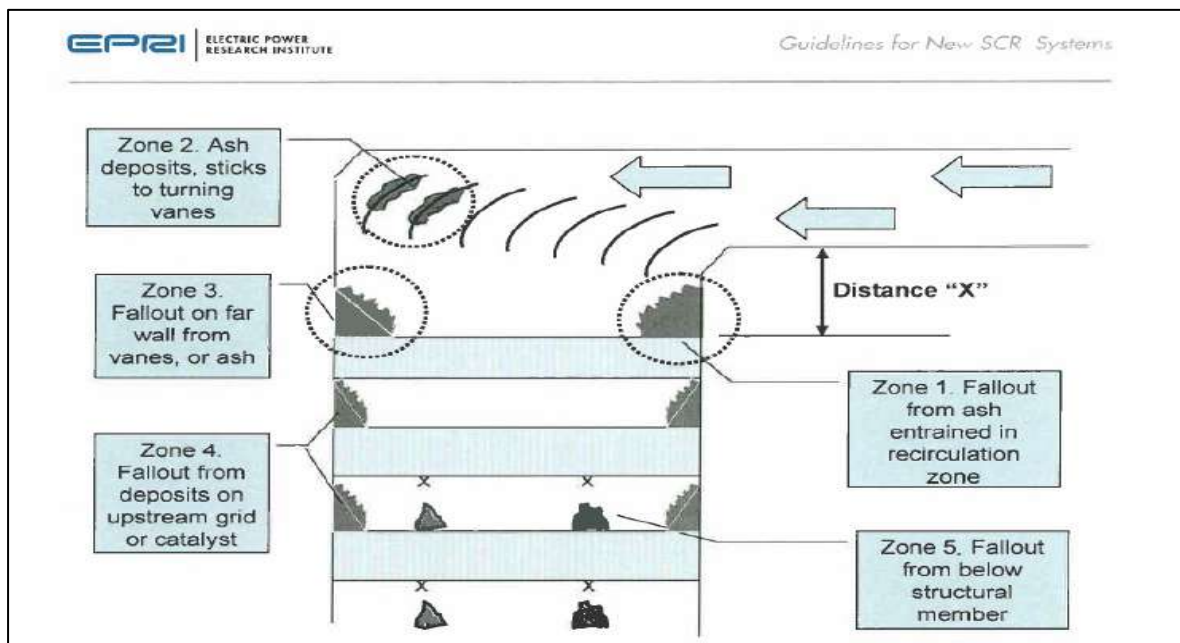 EPRI
ELECTRIC POWER
RESEARCH INSTITUTE
Guidelines for New SCR Systems
Zone 2. Ash
deposits, sticks
to turning
vanes
Zone 3.
Fallout on far
wall from
vanes, or ash
Distance "X"
Zone 1. Fallout
from ash
entrained in
recirculation
zone
Zone 4.
Fallout from
deposits on
upstream grid
or catalyst
x
x
Zone 5. Fallout
from below
structural
member
x
x